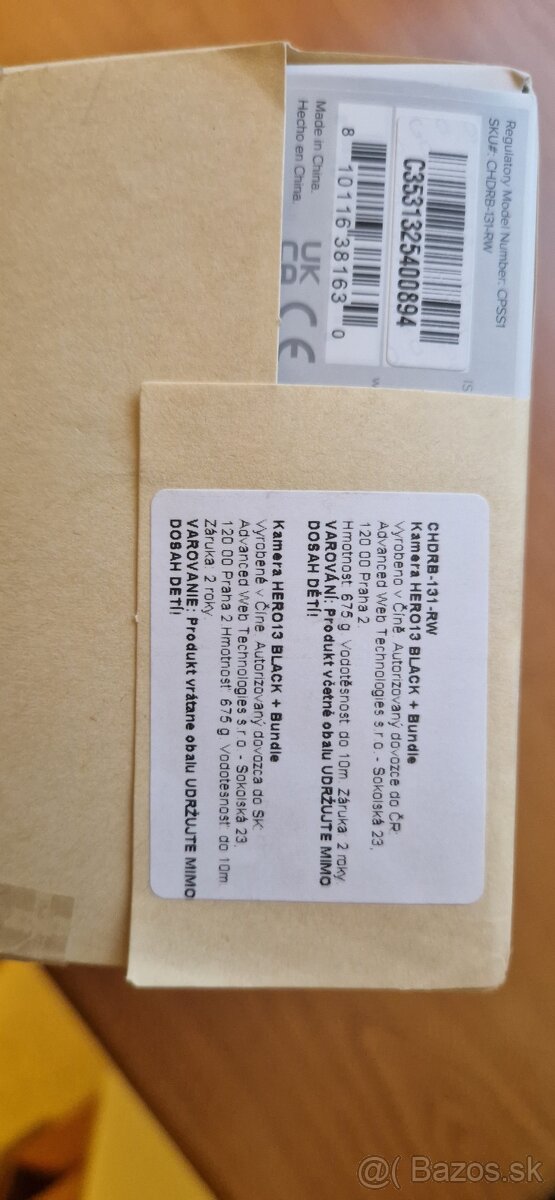 Regulatory Model Number: CPSS1
SKU#: CHDRB-131-RW
C3531325400894
8 10116 38163 0
Made in China.
Hecho en China.
UK
CA CE
IS
w
CHDRB-131-RW
Kamera HERO13 BLACK + Bundle
Vyrobeno v Číně. Autorizovaný dovozce do ČR:
Advanced Web Technologies s.r.o. - Sokolská 23,
120 00 Praha 2.
Hmotnost: 675 g. Vodotěsnost do 10m. Záruka: 2 roky.
VAROVÁNÍ: Produkt včetně obalu UDRŽUJTE MIMO
DOSAH DĚTÍ!
Kamera HERO13 BLACK + Bundle
Vyrobené v Číne. Autorizovaný dovozca do SK:
Advanced Web Technologies s.r.o. - Sokolská 23.
120 00 Praha 2 Hmotnosť: 675 g. Vodotesnosť: do 10m.
Záruka: 2 roky.
VAROVANIE: Produkt vrátane obalu UDRŽUJTE MIMO
DOSAH DETÍ!
@( Bazos.sk